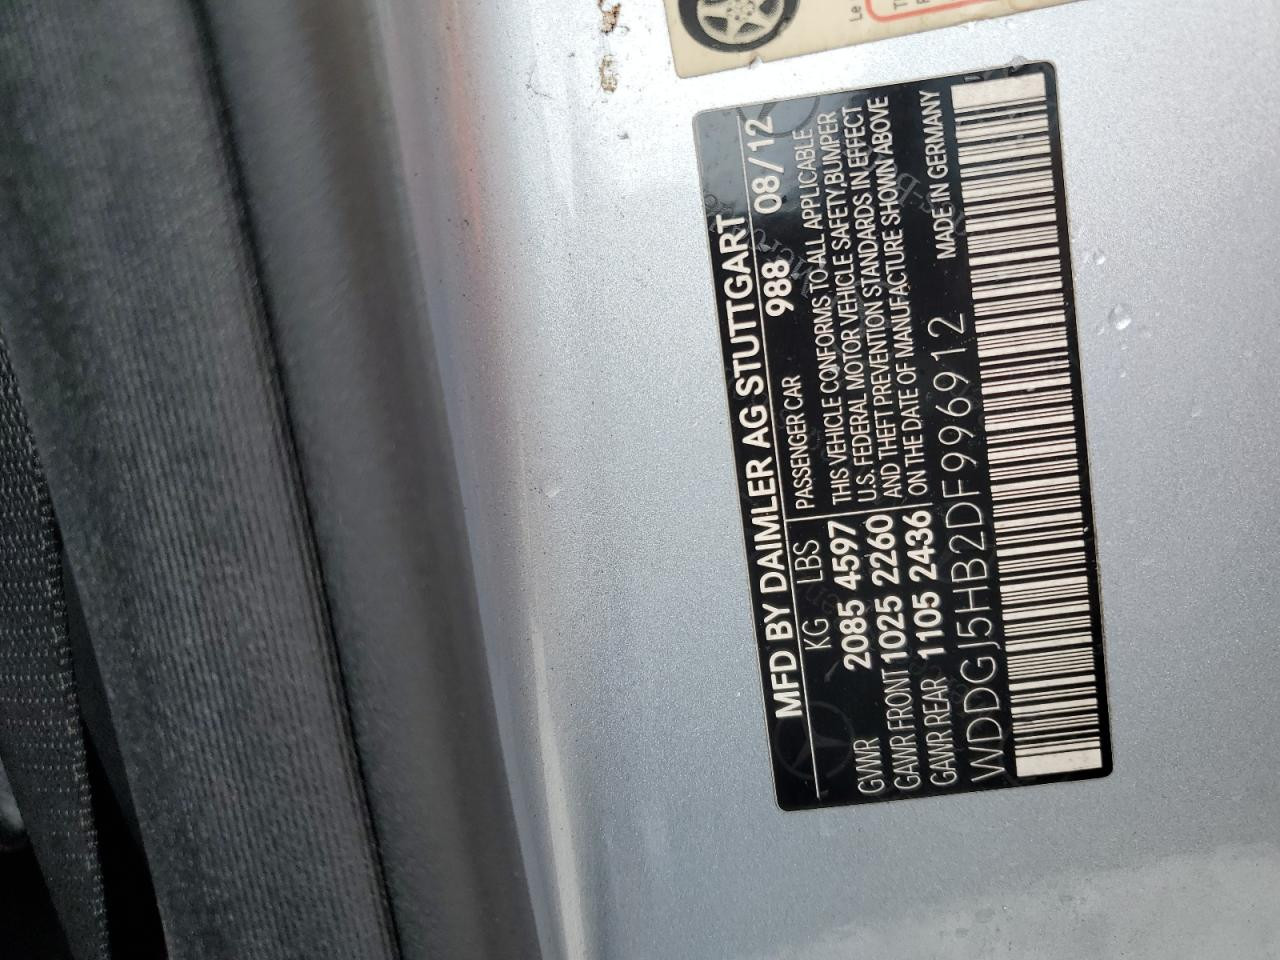 MFD BY DAIMLER AG STUTTGART
KG LBS
PASSENGER CAR 988 08/12
GVWR 2085 4597
GAWR FRONT 1025 2260
GAWR REAR 1105 2436
THIS VEHICLE CONFORMS TO ALL APPLICABLE
U.S. FEDERAL MOTOR VEHICLE SAFETY, BUMPER
AND THEFT PREVENTION STANDARDS IN EFFECT
ON THE DATE OF MANUFACTURE SHOWN ABOVE
MADE IN GERMANY
WDDGJ5HB2DF996912
Le